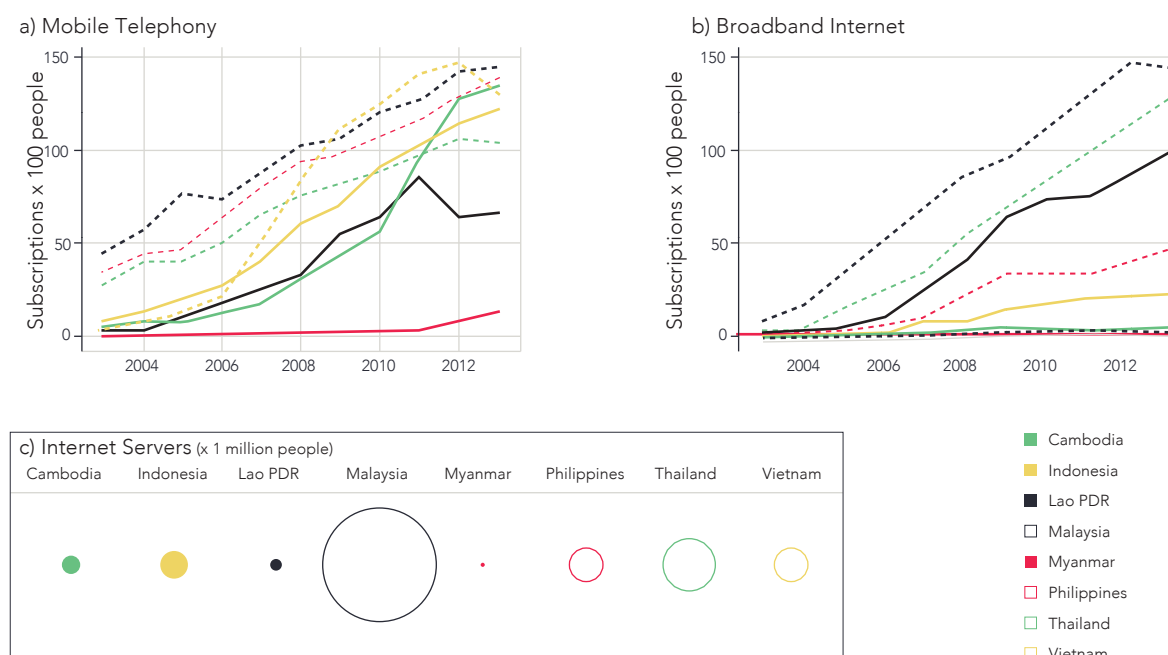 a) Mobile Telephony
150
100
50
0
Subscriptions x 100 people
2004 2006 2008 2010 2012
b) Broadband Internet
150
100
50
0
Subscriptions x 100 people
2004 2006 2008 2010 2012
c) Internet Servers (x 1 million people)
Cambodia Indonesia Lao PDR Malaysia Myanmar Philippines Thailand Vietnam
Cambodia
Indonesia
Lao PDR
Malaysia
Myanmar
Philippines
Thailand
Vietnam